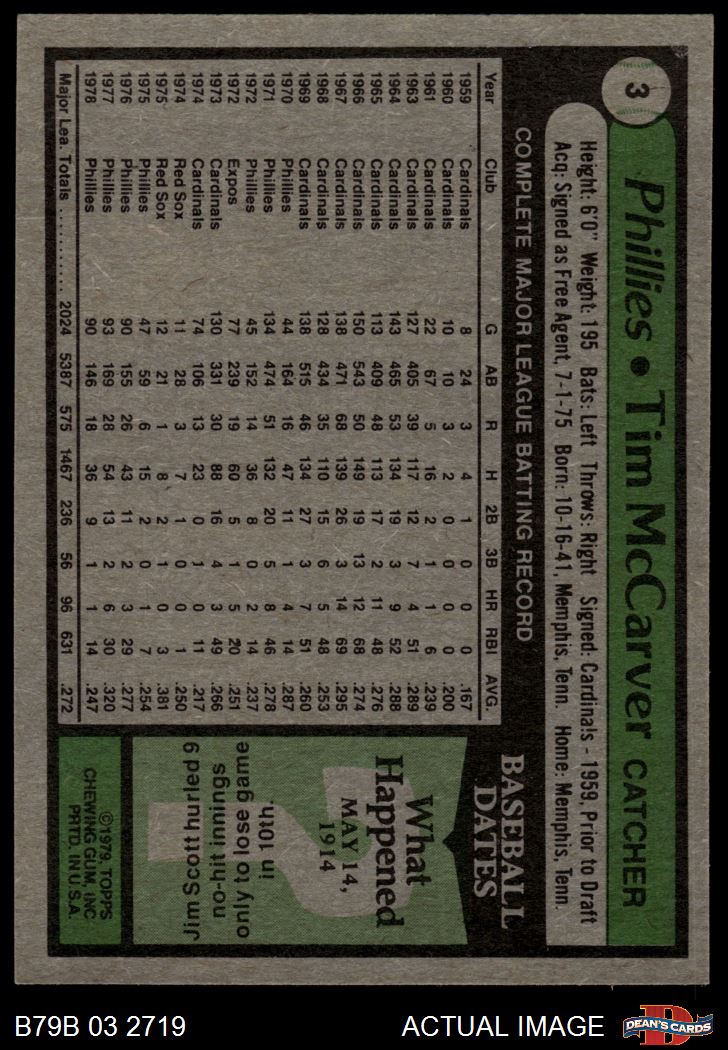 3
Phillies • Tim McCarver CATCHER
Height: 6'0" Weight: 195 Bats: Left Throws: Right Signed: Cardinals - 1959, Prior to Draft
Acq: Signed as Free Agent, 7-1-75 Born: 10-16-41, Memphis, Tenn. Home: Memphis, Tenn.
COMPLETE MAJOR LEAGUE BATTING RECORD
Year Club G AB R H 2B 3B HR RBI AVG.
1959 Cardinals 8 24 3 4 1 0 0 0 .167
1960 Cardinals 10 10 3 2 0 0 0 0 .200
1961 Cardinals 22 67 5 16 2 1 1 6 .239
1963 Cardinals 127 405 39 117 12 7 4 51 .289
1964 Cardinals 143 465 53 134 19 3 9 52 .288
1965 Cardinals 113 409 48 113 17 2 11 48 .276
1966 Cardinals 150 543 50 149 19 13 12 68 .274
1967 Cardinals 138 471 68 139 26 3 14 69 .295
1968 Cardinals 128 434 35 110 15 6 5 48 .253
1969 Cardinals 138 515 46 134 27 3 7 51 .260
1970 Phillies 44 164 16 47 11 1 4 14 .287
1971 Phillies 134 474 51 132 20 5 8 46 .278
1972 Phillies 45 152 14 36 8 0 2 14 .237
1972 Expos 77 239 19 60 5 1 5 20 .251
1973 Cardinals 130 331 30 88 16 4 3 49 .266
1974 Cardinals 74 106 13 23 0 1 0 11 .217
1974 Red Sox 11 28 3 7 1 0 0 1 .250
1975 Red Sox 12 21 1 8 2 1 0 3 .381
1975 Phillies 47 59 6 15 2 0 1 7 .254
1976 Phillies 90 155 26 43 11 2 3 29 .277
1977 Phillies 93 169 28 54 13 2 6 30 .320
1978 Phillies 90 146 18 36 9 1 1 14 .247
Major Lea. Totals ............ 2024 5387 575 1467 236 56 96 631 .272
BASEBALL
DATES
What
Happened
MAY 14,
1914
Jim Scott hurled 9
no-hit innings
only to lose game
in 10th.
©1979, TOPPS
CHEWING GUM, INC
PRTD. IN U.S.A.
B79B 03 2719
ACTUAL IMAGE
D
DEAN'S CARDS